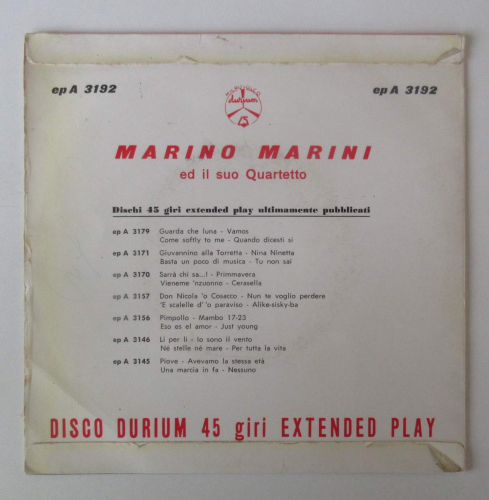 ep A 3192
ep A 3192
durium
45
MARINO MARINI
ed il suo Quartetto
Dischi 45 giri extended play ultimamente pubblicati
ep A 3179 Guarda che luna - Vamos
Come softly to me - Quando dicesti si
ep A 3171 Giuvannino alla Torretta - Nina Ninetta
Basta un poco di musica - Tu non sai
ep A 3170 Sarrà chi sa...! - Primmavera
Vieneme 'nzuonno - Cerasella
ep A 3157 Don Nicola 'o Cosacco - Nun te voglio perdere
'E scalelle d' 'o paraviso - Alike-sisky-ba
ep A 3156 Pimpollo - Mambo 17-23
Eso es el amor - Just young
ep A 3146 Li per li - Io sono il vento
Né stelle né mare - Per tutta la vita
ep A 3145 Piove - Avevamo la stessa età
Una marcia in fa - Nessuno
DISCO DURIUM 45 giri EXTENDED PLAY